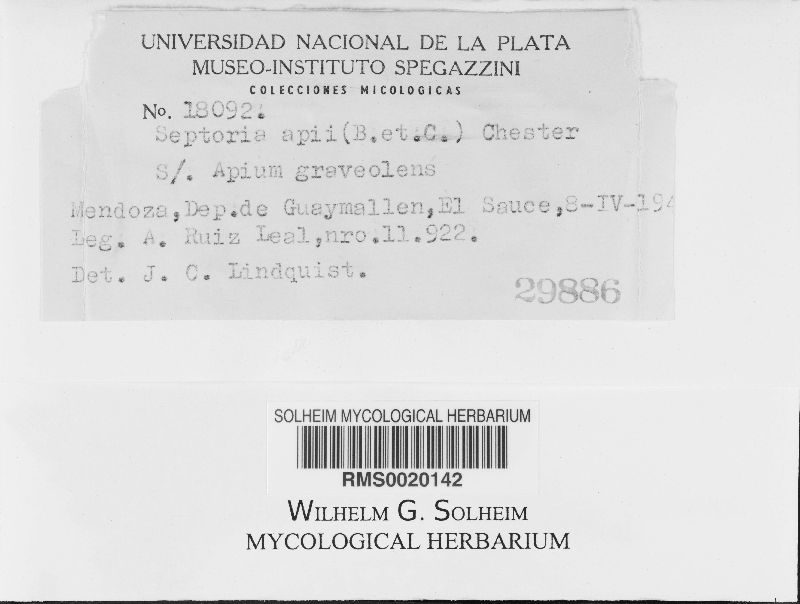 UNIVERSIDAD NACIONAL DE LA PLATA
MUSEO-INSTITUTO SPEGAZZINI
COLECCIONES MICOLOGICAS
No. 18092.
Septoria apii(B.et.C.) Chester
S/. Apium graveolens
Mendoza,Dep.de Guaymallen,El Sauce,8-IV-194
Leg. A. Ruiz Leal,nro.11.922.
Det. J. C. Lindquist.
29886
SOLHEIM MYCOLOGICAL HERBARIUM
RMS0020142
WILHELM G. SOLHEIM
MYCOLOGICAL HERBARIUM